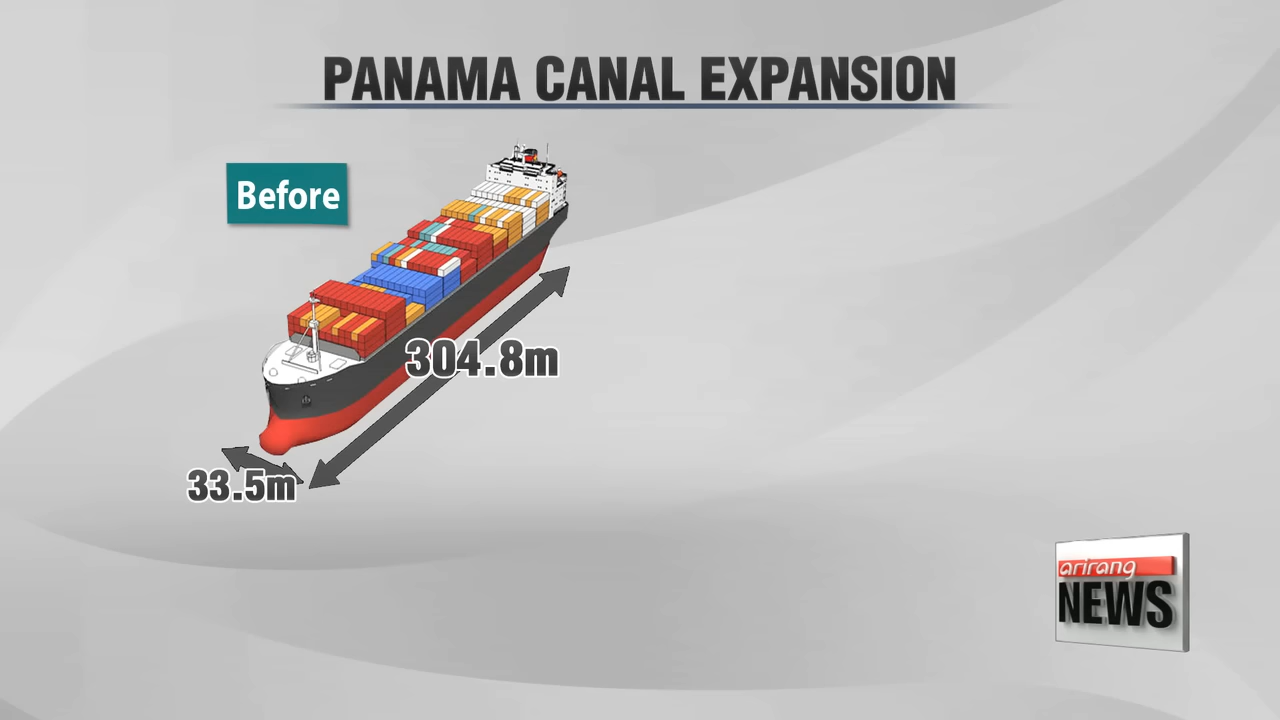 PANAMA CANAL EXPANSION
Before
304.8m
33.5m
arirang
NEWS